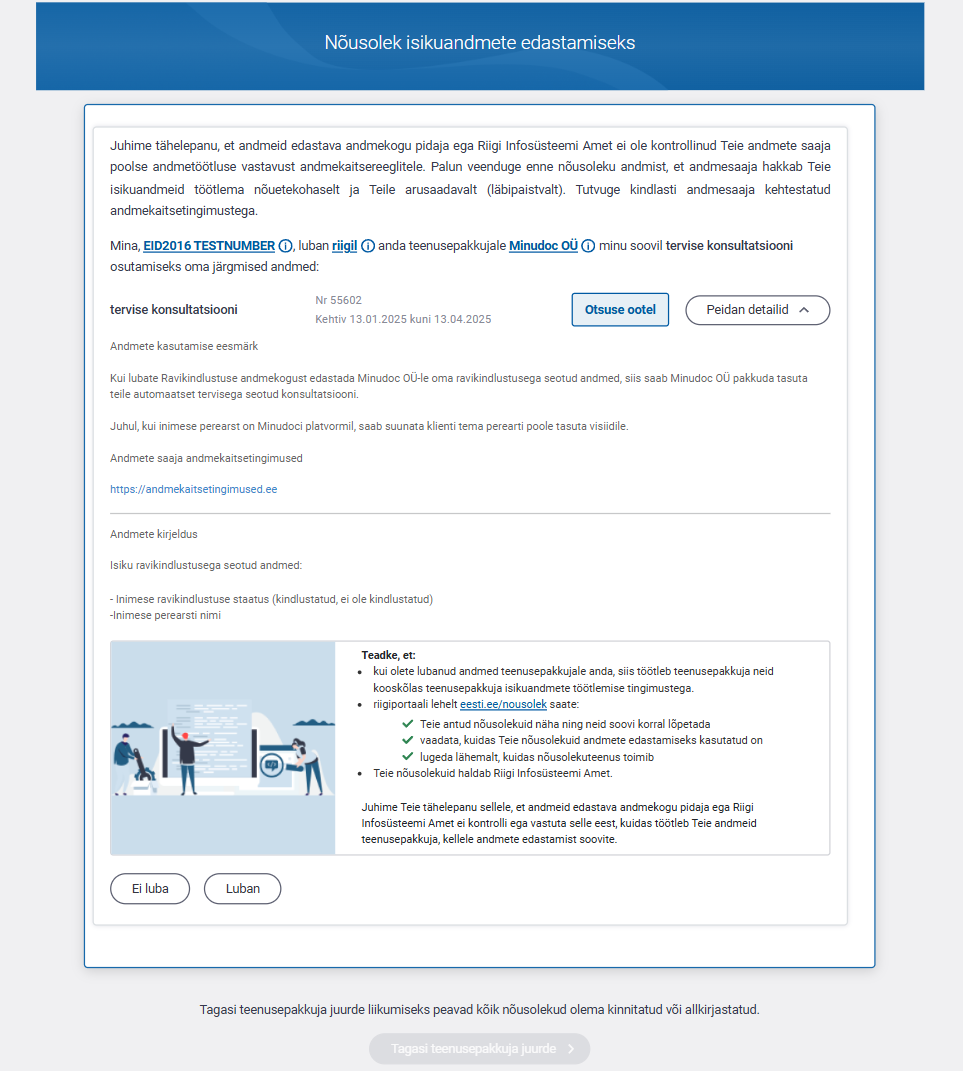 Nõusolek isikuandmete edastamiseks
Juhime tähelepanu, et andmeid edastava andmekogu pidaja ega Riigi Infosüsteemi Amet ei ole kontrollinud Teie andmete saaja
poolse andmetöötluse vastavust andmekaitsereeglitele. Palun veenduge enne nõusoleku andmist, et andmesaaja hakkab Teie
isikuandmeid töötlema nõuetekohaselt ja Teile arusaadavalt (läbipaistvalt). Tutvuge kindlasti andmesaaja kehtestatud
andmekaitsetingimustega.
Mina, EID2016 TESTNUMBER, luban riigil anda teenusepakkujale Minudoc OÜ minu soovil tervise konsultatsiooni
osutamiseks oma järgmised andmed:
tervise konsultatsiooni
Nr 55602
Kehtiv 13.01.2025 kuni 13.04.2025
Otsuse ootel
Peidan detailid
Andmete kasutamise eesmärk
Kui lubate Ravikindlustuse andmekogust edastada Minudoc OÜ-le oma ravikindlustusega seotud andmed, siis saab Minudoc OÜ pakkuda tasuta
teile automaatset tervisega seotud konsultatsiooni.
Juhul, kui inimese perearst on Minudoci platvormil, saab suunata klienti tema perearti poole tasuta visiidile.
Andmete saaja andmekaitsetingimused
https://andmekaitsetingimused.ee
Andmete kirjeldus
Isiku ravikindlustusega seotud andmed:
- Inimese ravikindlustuse staatus (kindlustatud, ei ole kindlustatud)
-Inimese perearsti nimi
Teadke, et:
• kui olete lubanud andmed teenusepakkujale anda, siis töötleb teenusepakkuja neid
kooskõlas teenusepakkuja isikuandmete töötlemise tingimustega.
• riigiportaali lehelt eesti.ee/nousolek saate:
✓ Teie antud nõusolekuid näha ning neid soovi korral lõpetada
✓ vaadata, kuidas Teie nõusolekuid andmete edastamiseks kasutatud on
✓ lugeda lähemalt, kuidas nõusolekuteenus toimib
• Teie nõusolekuid haldab Riigi Infosüsteemi Amet.
Juhime Teie tähelepanu sellele, et andmeid edastava andmekogu pidaja ega Riigi
Infosüsteemi Amet ei kontrolli ega vastuta selle eest, kuidas töötleb Teie andmeid
teenusepakkuja, kellele andmete edastamist soovite.
Ei luba
Luban
Tagasi teenusepakkuja juurde liikumiseks peavad kõik nõusolekud olema kinnitatud või allkirjastatud.
Tagasi teenusepakkuja juurde